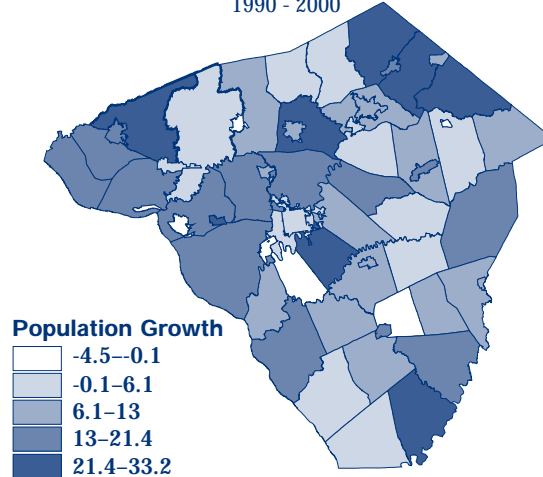 1990 - 2000
Population Growth
-4.5–-0.1
-0.1–6.1
6.1–13
13–21.4
21.4–33.2